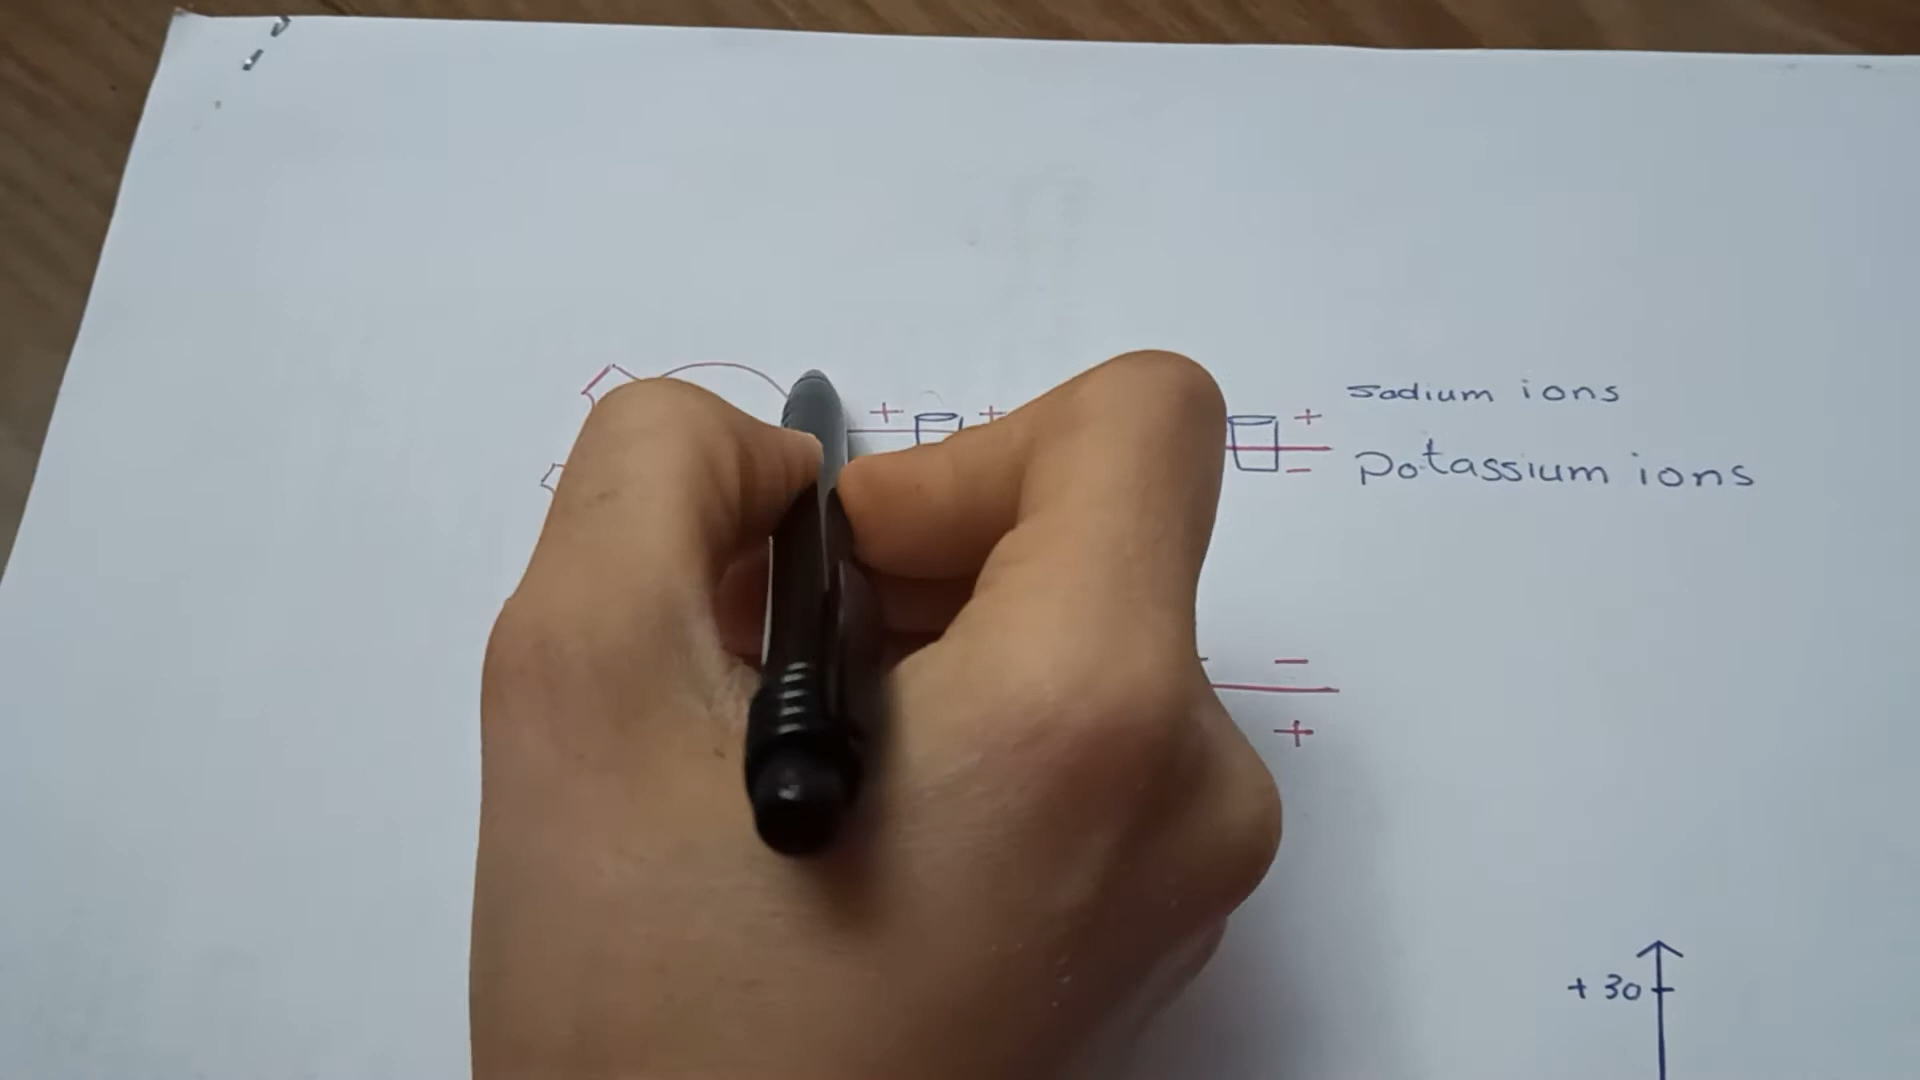 + + +
sodium ions
−
potassium ions
−
+
+ 30